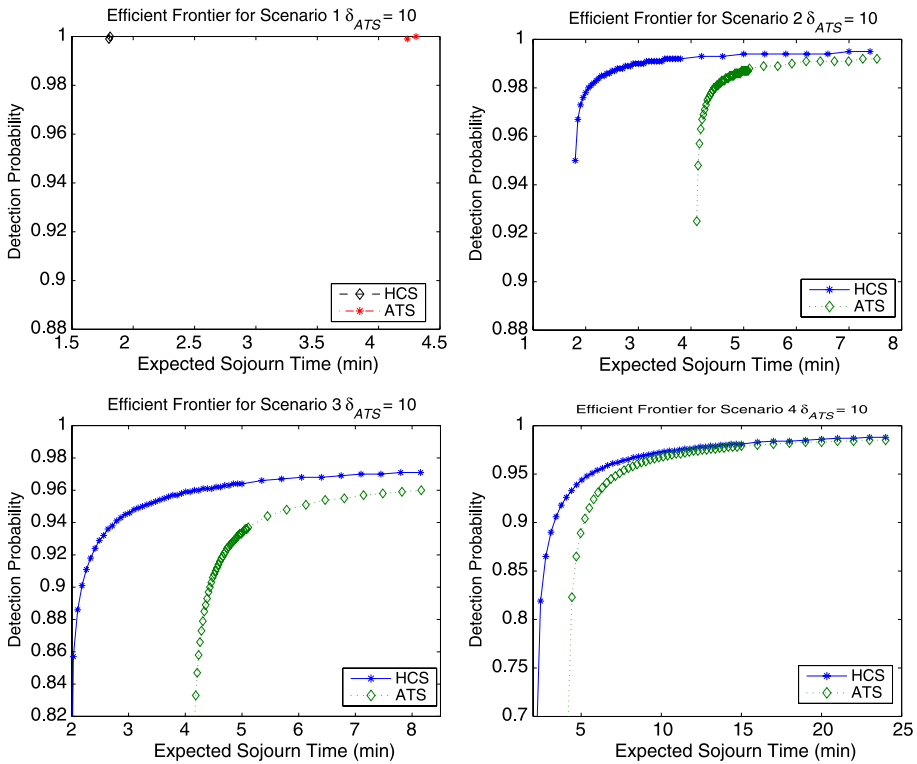 Efficient Frontier for Scenario 1 δ_ATS = 10
Detection Probability
1
0.98
0.96
0.94
0.92
0.9
0.88
HCS
ATS
1.5 2 2.5 3 3.5 4 4.5
Expected Sojourn Time (min)
Efficient Frontier for Scenario 2 δ_ATS = 10
Detection Probability
1
0.98
0.96
0.94
0.92
0.9
0.88
HCS
ATS
1 2 3 4 5 6 7 8
Expected Sojourn Time (min)
Efficient Frontier for Scenario 3 δ_ATS = 10
Detection Probability
1
0.98
0.96
0.94
0.92
0.9
0.88
0.86
0.84
0.82
HCS
ATS
2 3 4 5 6 7 8
Expected Sojourn Time (min)
Efficient Frontier for Scenario 4 δ_ATS = 10
Detection Probability
1
0.95
0.9
0.85
0.8
0.75
0.7
HCS
ATS
5 10 15 20 25
Expected Sojourn Time (min)